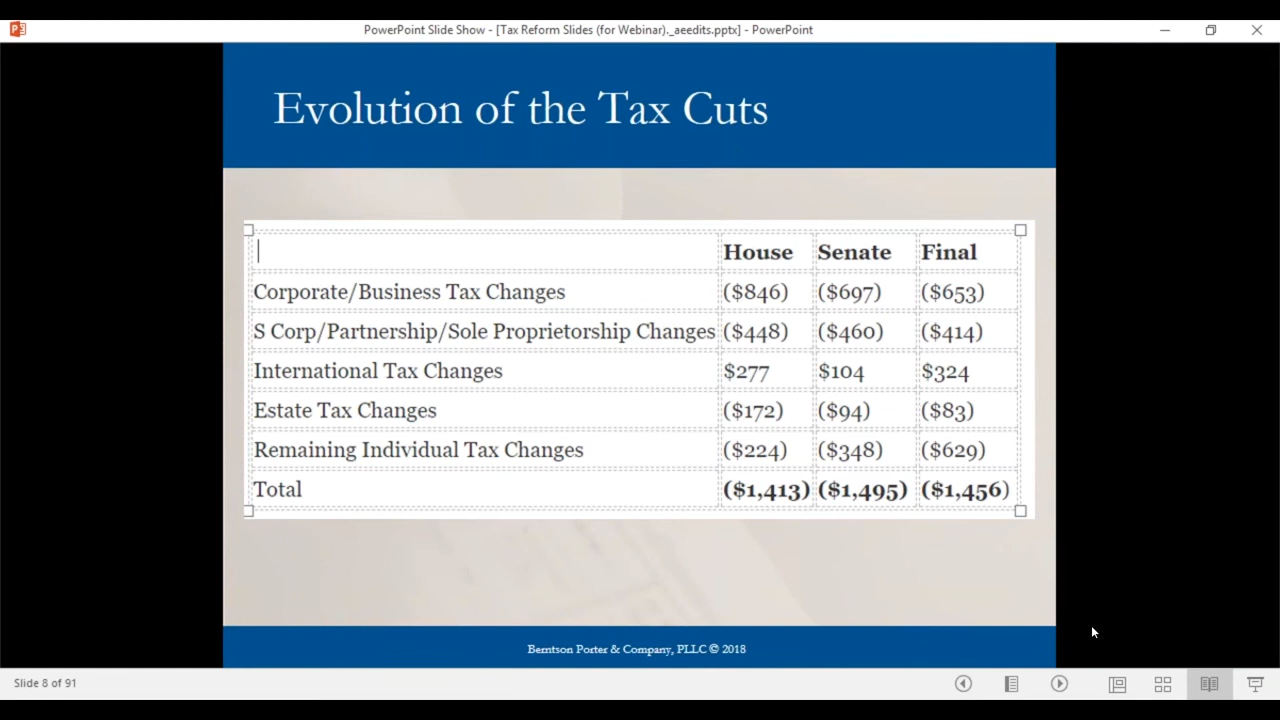 PowerPoint Slide Show - [Tax Reform Slides (for Webinar)._aeedits.pptx] - PowerPoint
Evolution of the Tax Cuts
House Senate Final
Corporate/Business Tax Changes ($846) ($697) ($653)
S Corp/Partnership/Sole Proprietorship Changes ($448) ($460) ($414)
International Tax Changes $277 $104 $324
Estate Tax Changes ($172) ($94) ($83)
Remaining Individual Tax Changes ($224) ($348) ($629)
Total ($1,413) ($1,495) ($1,456)
Berntson Porter & Company, PLLC © 2018
Slide 8 of 91